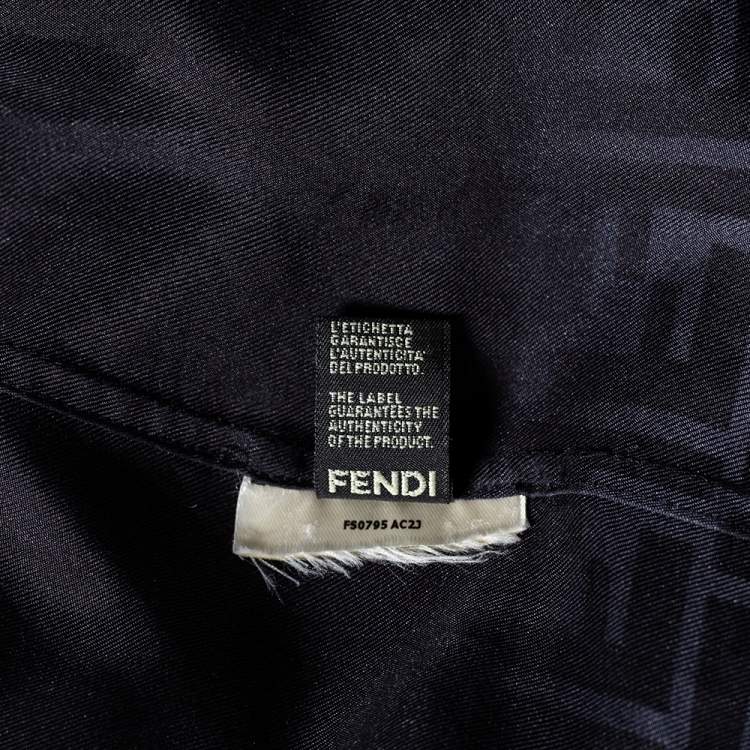 L'ETICHETTA
GARANTISCE
L'AUTENTICITA'
DEL PRODOTTO.
THE LABEL
GUARANTEES THE
AUTHENTICITY
OF THE PRODUCT.
FENDI
FS0795 AC2J